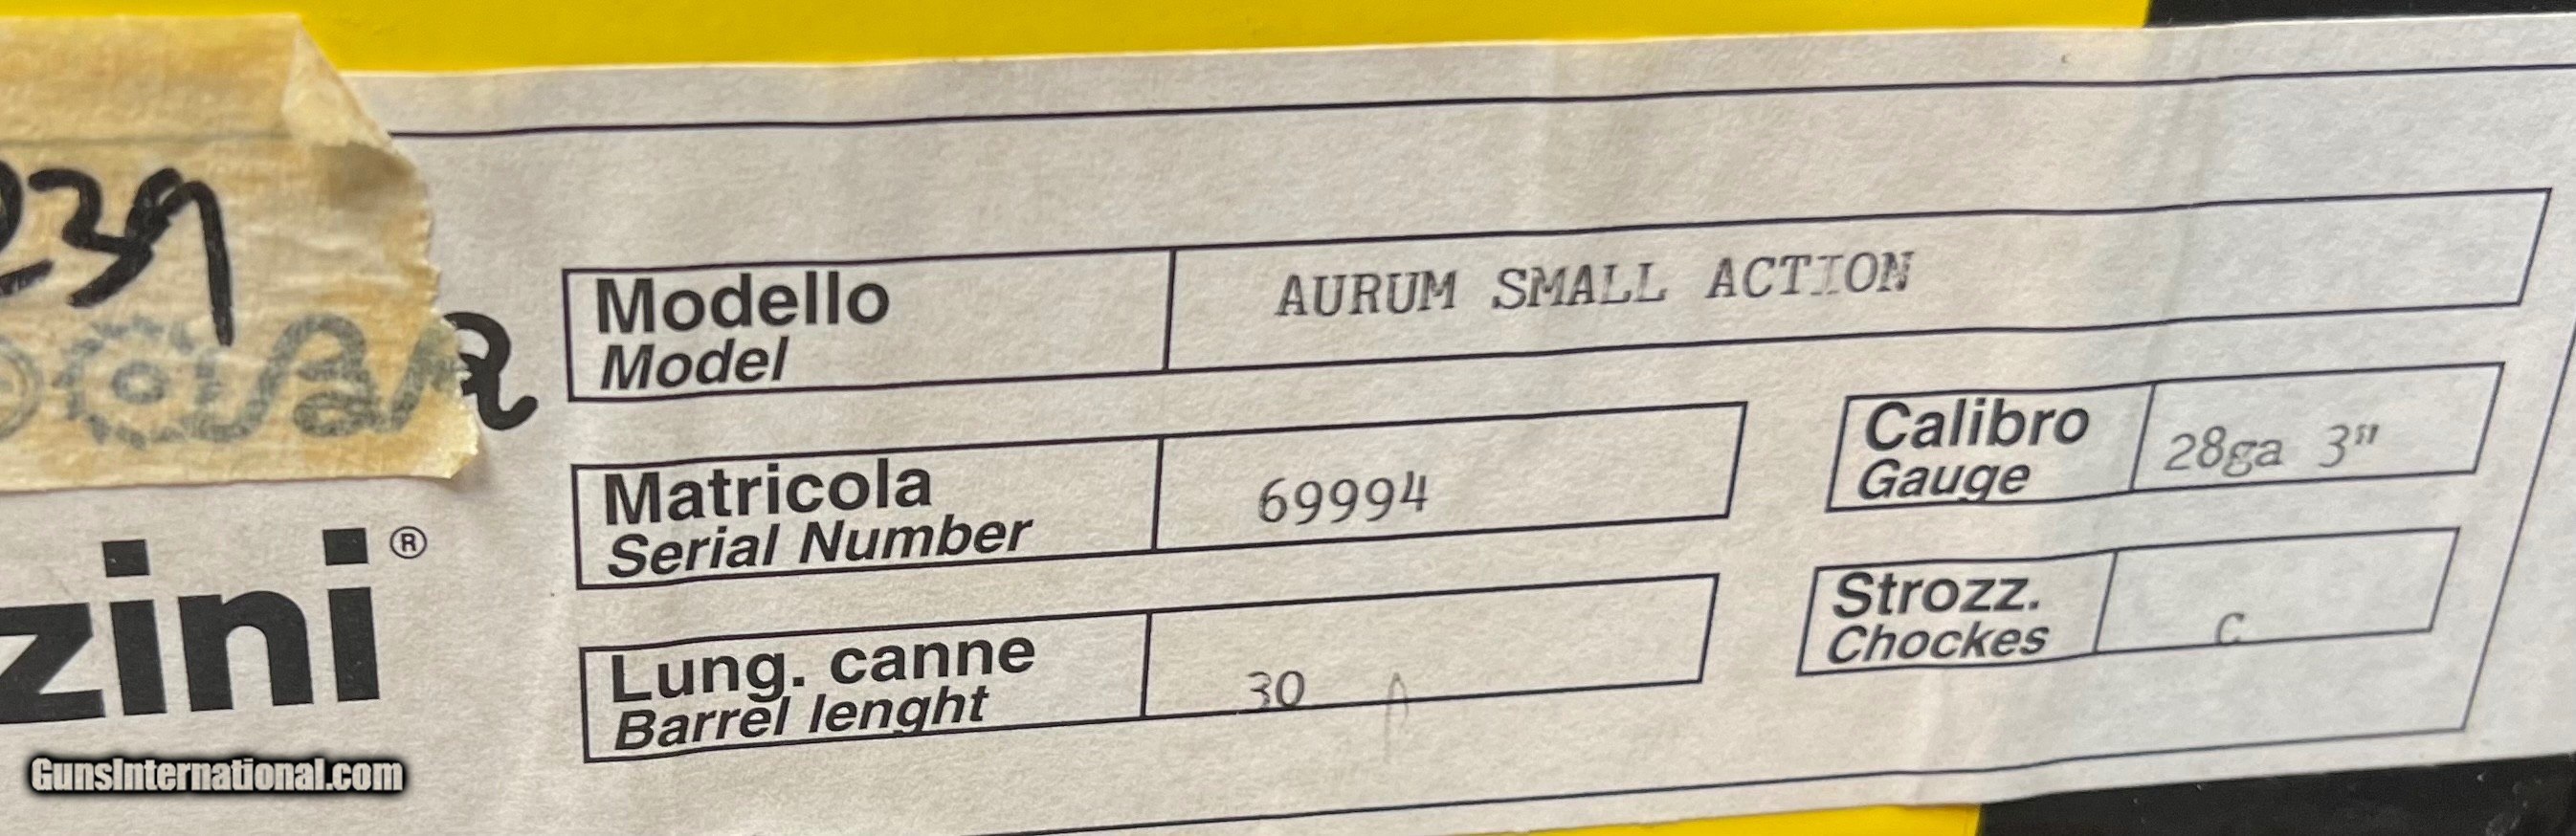 239
Modello
Model
AURUM SMALL ACTION
Matricola
Serial Number
69994
Calibro
Gauge
28ga 3"
Lung. canne
Barrel lenght
30
Strozz.
Chockes
C
zini®
GunsInternational.com